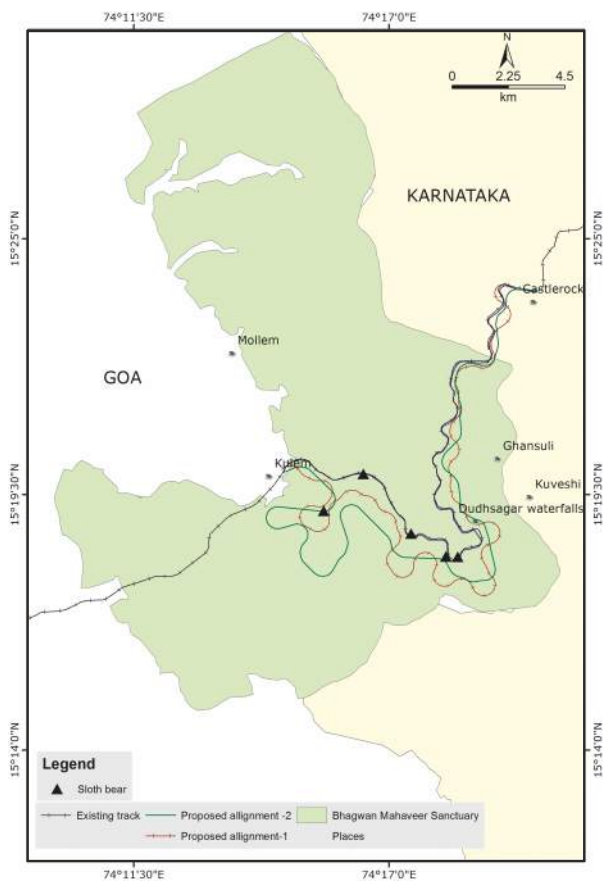 74°11'30"E 74°17'0"E
N
0 2.25 4.5
km
KARNATAKA
15°25'0"N 15°25'0"N
Castlerock
Mollem
GOA
Ghansuli
Kulem
Kuveshi
15°19'30"N 15°19'30"N
Dudhsagar waterfalls
15°14'0"N 15°14'0"N
Legend
Sloth bear
Existing track Proposed allignment -2 Bhagwan Mahaveer Sanctuary
Proposed allignment-1 Places
74°11'30"E 74°17'0"E